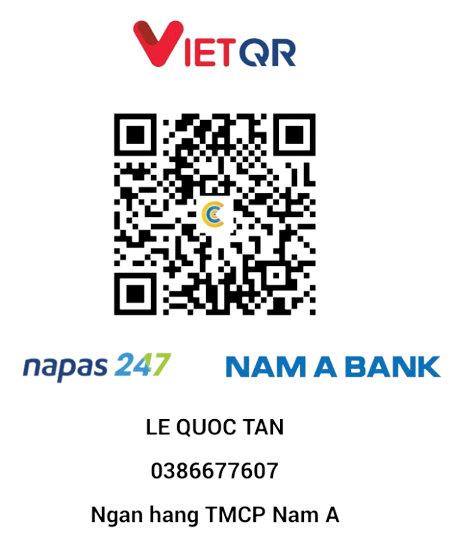 VIETQR
napas 247 NAM A BANK
LE QUOC TAN
0386677607
Ngan hang TMCP Nam A